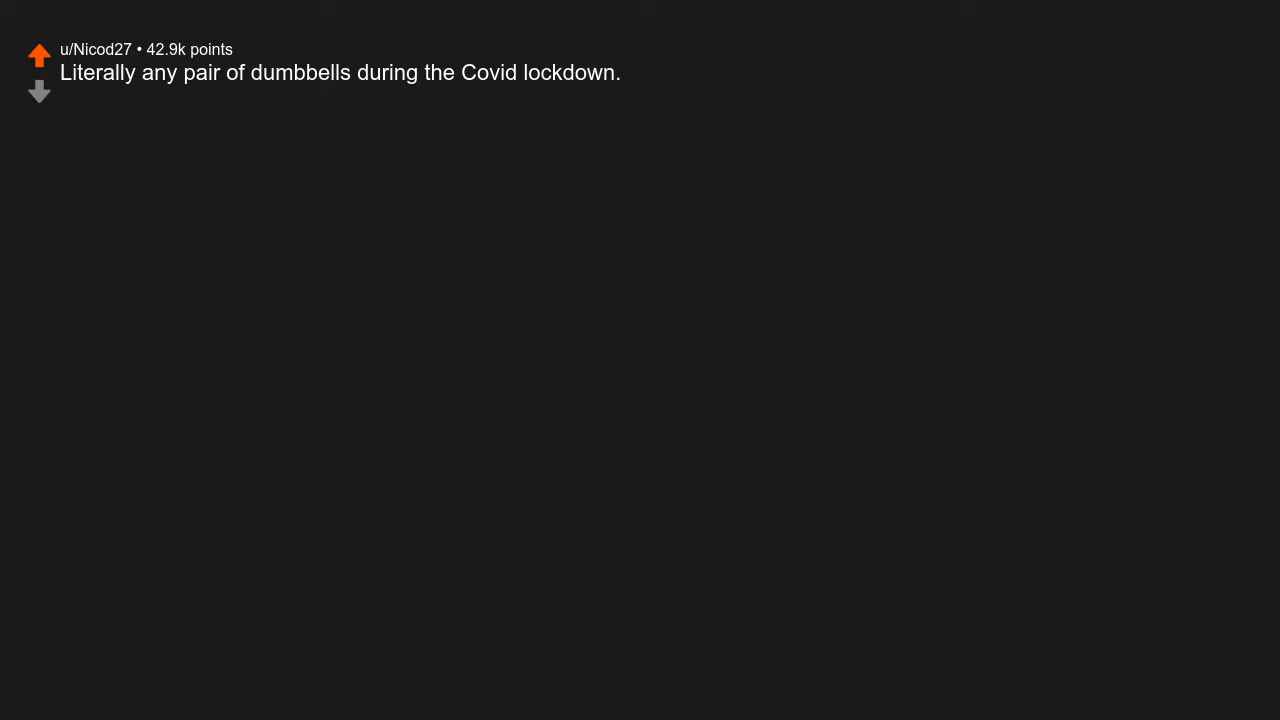 u/Nicod27 • 42.9k points
Literally any pair of dumbbells during the Covid lockdown.